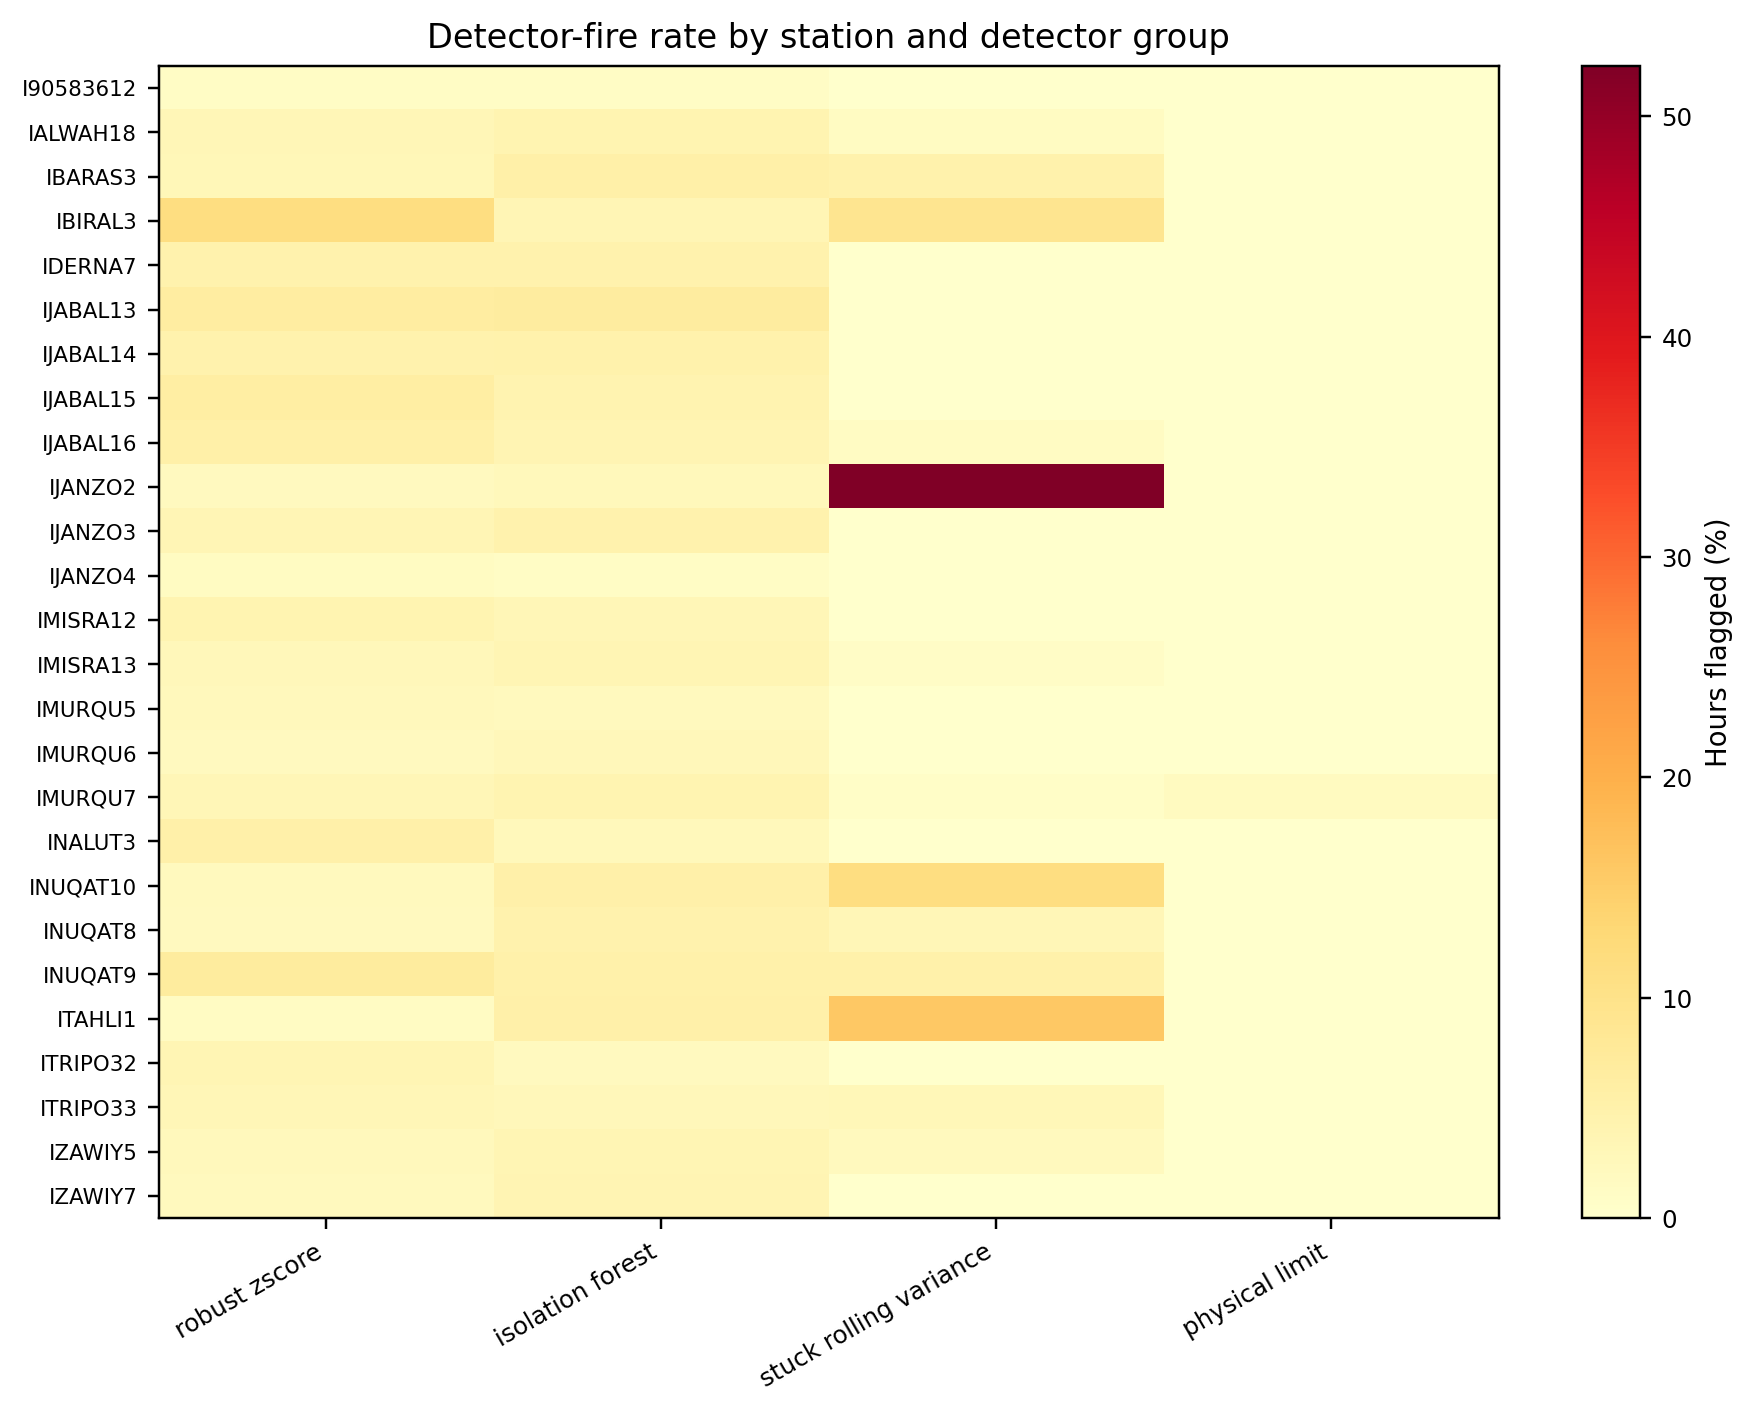 Detector-fire rate by station and detector group
I90583612
IALWAH18
IBARAS3
IBIRAL3
IDERNA7
IJABAL13
IJABAL14
IJABAL15
IJABAL16
IJANZO2
IJANZO3
IJANZO4
IMISRA12
IMISRA13
IMURQU5
IMURQU6
IMURQU7
INALUT3
INUQAT10
INUQAT8
INUQAT9
ITAHLI1
ITRIPO32
ITRIPO33
IZAWIY5
IZAWIY7
robust zscore
isolation forest
stuck rolling variance
physical limit
50
40
30
20
10
0
Hours flagged (%)